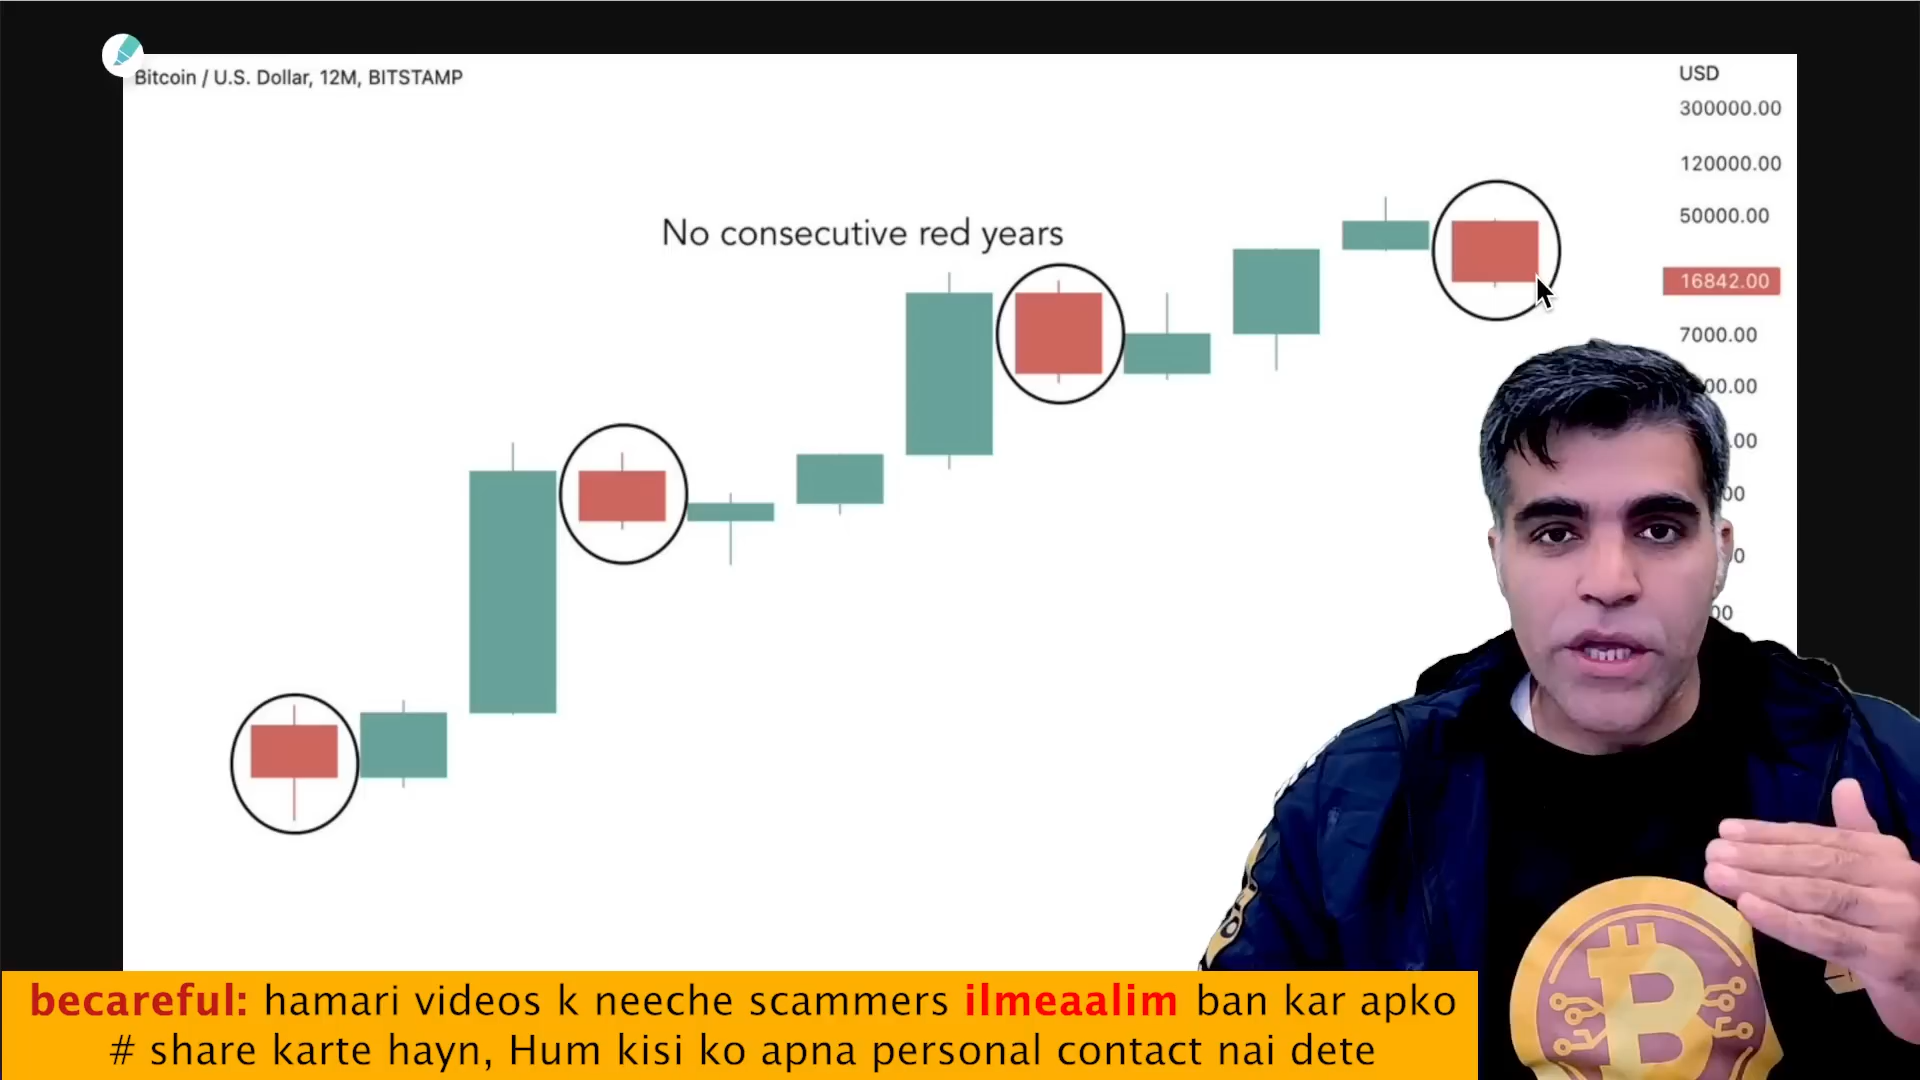 Bitcoin / U.S. Dollar, 12M, BITSTAMP
USD
300000.00
120000.00
No consecutive red years
50000.00
16842.00
7000.00
becareful: hamari videos k neeche scammers ilmeaalim ban kar apko
# share karte hayn, Hum kisi ko apna personal contact nai dete